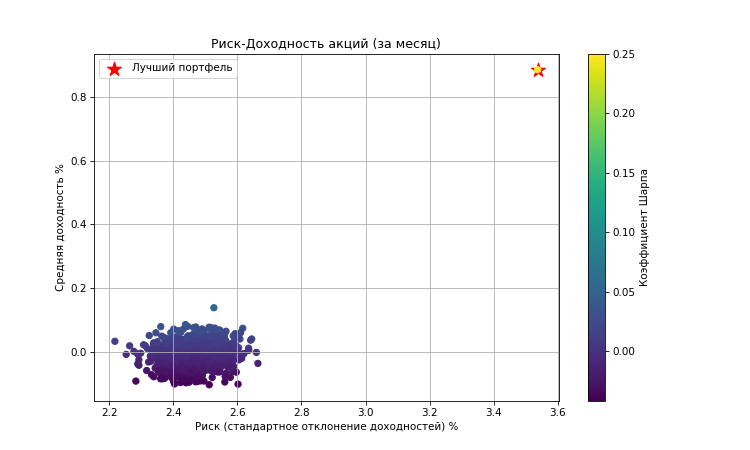 Риск-Доходность акций (за месяц)
Лучший портфель
0.8
0.6
0.4
0.2
0.0
Средняя доходность %
2.2 2.4 2.6 2.8 3.0 3.2 3.4 3.6
Риск (стандартное отклонение доходностей) %
0.25
0.20
0.15
0.10
0.05
0.00
Коэффициент Шарпа